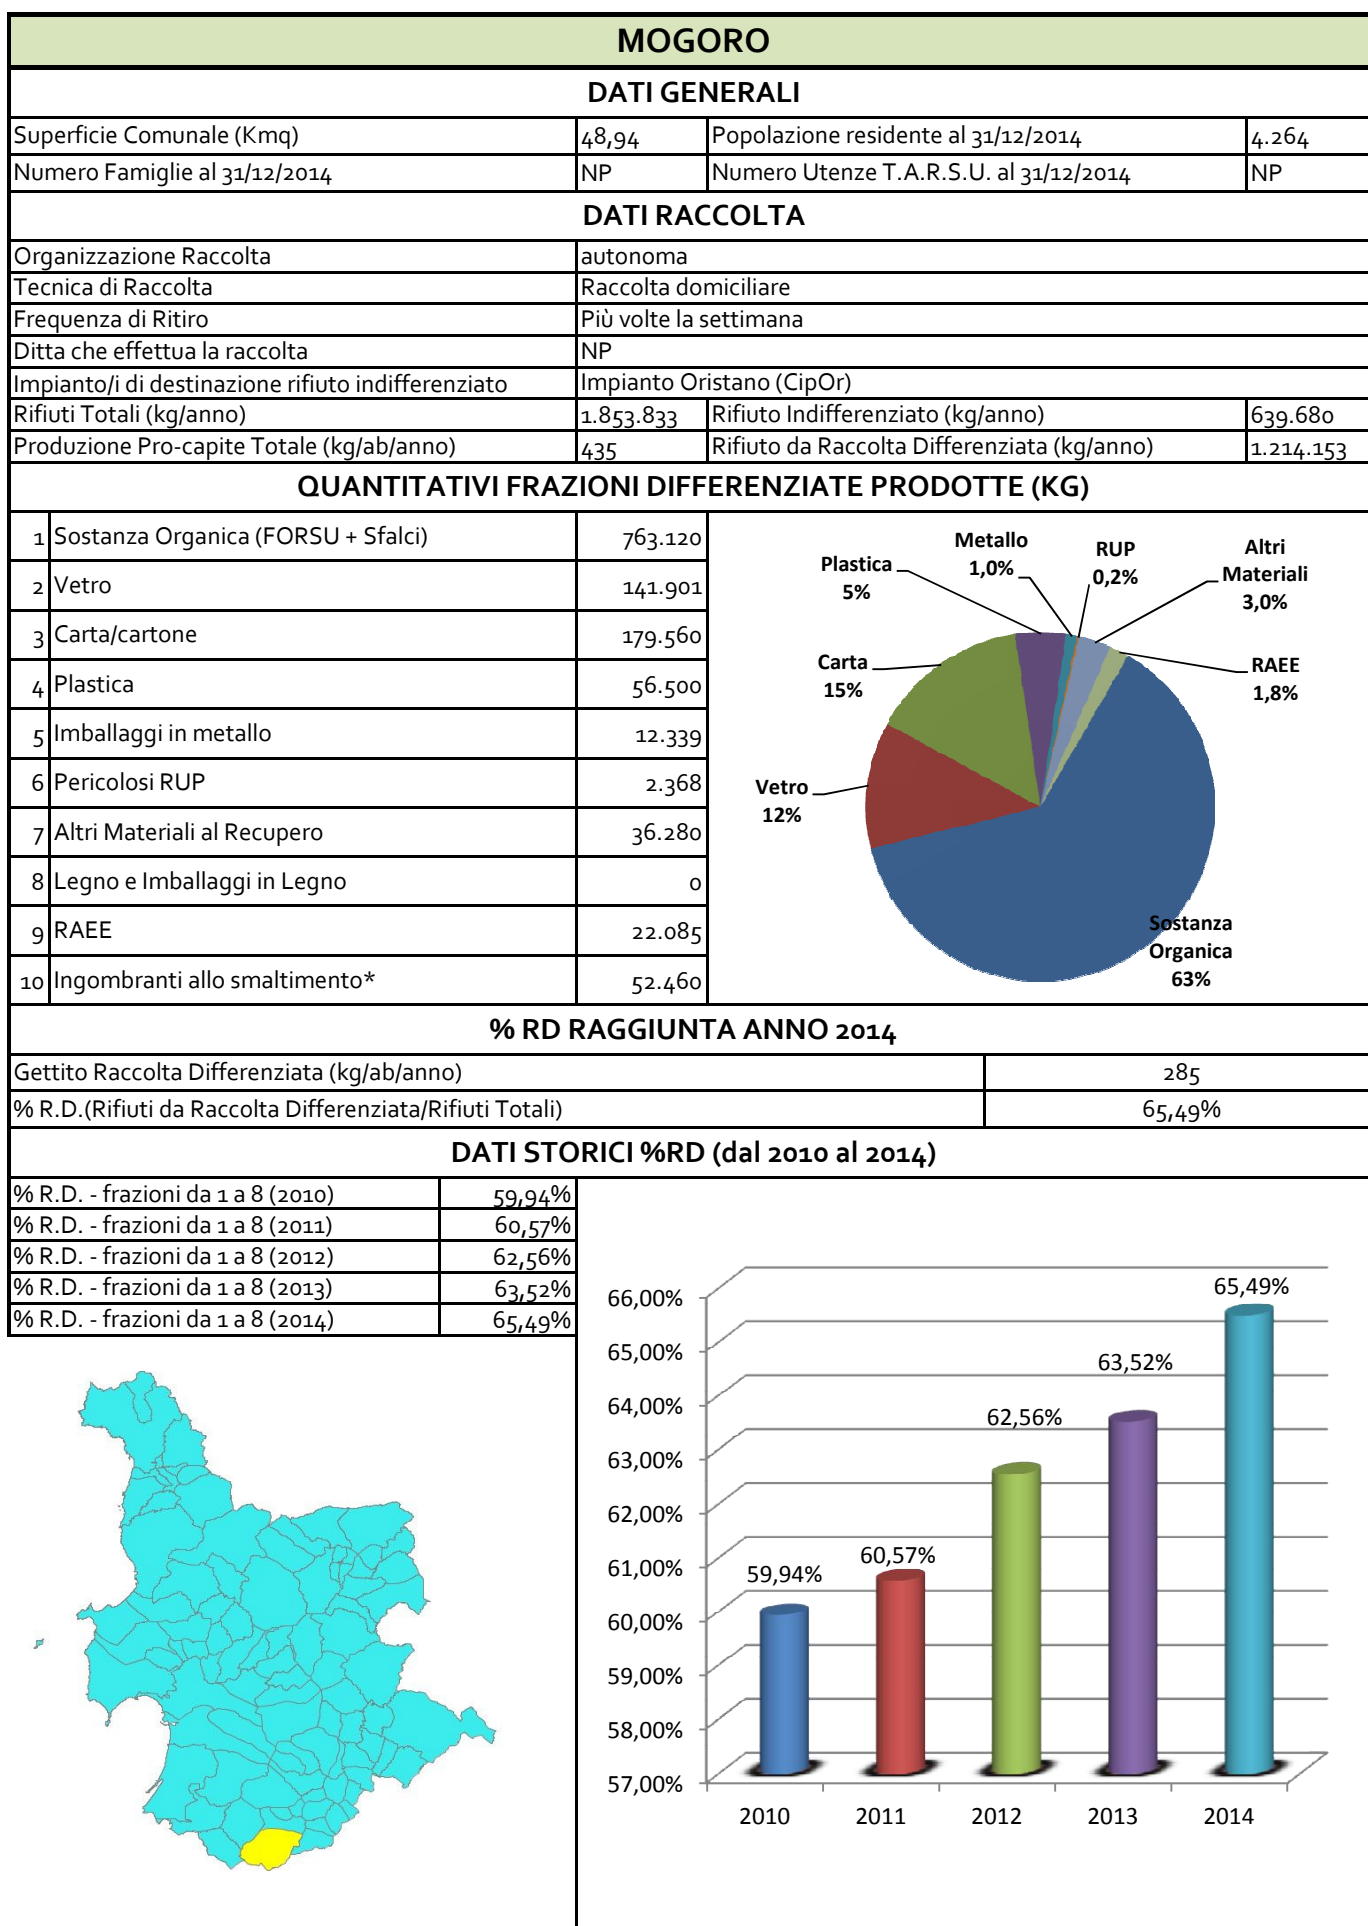 MOGORO
DATI GENERALI
Superficie Comunale (Kmq) 48,94 Popolazione residente al 31/12/2014 4.264
Numero Famiglie al 31/12/2014 NP Numero Utenze T.A.R.S.U. al 31/12/2014 NP
DATI RACCOLTA
Organizzazione Raccolta autonoma
Tecnica di Raccolta Raccolta domiciliare
Frequenza di Ritiro Più volte la settimana
Ditta che effettua la raccolta NP
Impianto/i di destinazione rifiuto indifferenziato Impianto Oristano (CipOr)
Rifiuti Totali (kg/anno) 1.853.833 Rifiuto Indifferenziato (kg/anno) 639.680
Produzione Pro-capite Totale (kg/ab/anno) 435 Rifiuto da Raccolta Differenziata (kg/anno) 1.214.153
QUANTITATIVI FRAZIONI DIFFERENZIATE PRODOTTE (KG)
1 Sostanza Organica (FORSU + Sfalci) 763.120
2 Vetro 141.901
3 Carta/cartone 179.560
4 Plastica 56.500
5 Imballaggi in metallo 12.339
6 Pericolosi RUP 2.368
7 Altri Materiali al Recupero 36.280
8 Legno e Imballaggi in Legno 0
9 RAEE 22.085
10 Ingombranti allo smaltimento* 52.460
Plastica
5%
Metallo
1,0%
RUP
0,2%
Altri
Materiali
3,0%
Carta
15%
RAEE
1,8%
Vetro
12%
Sostanza
Organica
63%
% RD RAGGIUNTA ANNO 2014
Gettito Raccolta Differenziata (kg/ab/anno) 285
% R.D.(Rifiuti da Raccolta Differenziata/Rifiuti Totali) 65,49%
DATI STORICI %RD (dal 2010 al 2014)
% R.D. - frazioni da 1 a 8 (2010) 59,94%
% R.D. - frazioni da 1 a 8 (2011) 60,57%
% R.D. - frazioni da 1 a 8 (2012) 62,56%
% R.D. - frazioni da 1 a 8 (2013) 63,52%
% R.D. - frazioni da 1 a 8 (2014) 65,49%
66,00%
65,00%
64,00%
63,00%
62,00%
61,00%
60,00%
59,00%
58,00%
57,00%
59,94%
60,57%
62,56%
63,52%
65,49%
2010 2011 2012 2013 2014